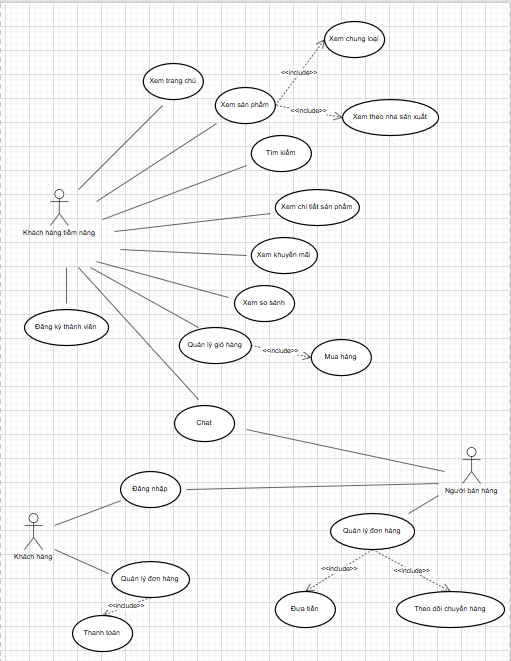 Xem chung loại
<<include>>
Xem trang chủ
Xem sản phẩm
<<include>>
Xem theo nha sản xuất
Tìm kiếm
Xem chi tiết sản phẩm
Khách hàng tiềm năng
Xem khuyến mãi
Xem so sánh
Đăng ký thành viên
Quản lý giỏ hàng
<<include>>
Mua hàng
Chat
Đăng nhập
Người bán hàng
Quản lý đơn hàng
Khách hàng
<<include>>
<<include>>
Quản lý đơn hàng
<<include>>
Đưa tiền
Theo dõi chuyển hàng
Thanh toán